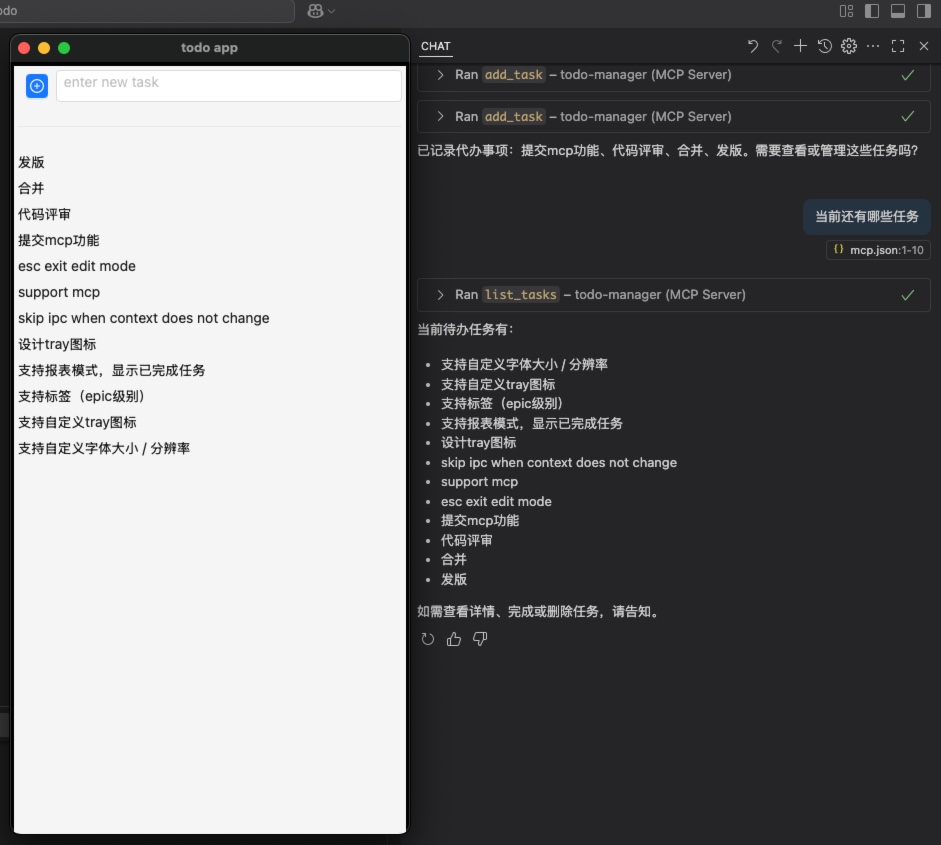 odo
todo app
enter new task
发版
合并
代码评审
提交mcp功能
esc exit edit mode
support mcp
skip ipc when context does not change
设计tray图标
支持报表模式，显示已完成任务
支持标签（epic级别）
支持自定义tray图标
支持自定义字体大小 / 分辨率
CHAT
Ran add_task – todo-manager (MCP Server)
Ran add_task – todo-manager (MCP Server)
已记录代办事项：提交mcp功能、代码评审、合并、发版。需要查看或管理这些任务吗？
当前还有哪些任务
{} mcp.json:1-10
Ran list_tasks – todo-manager (MCP Server)
当前待办任务有：
支持自定义字体大小 / 分辨率
支持自定义tray图标
支持标签（epic级别）
支持报表模式，显示已完成任务
设计tray图标
skip ipc when context does not change
support mcp
esc exit edit mode
提交mcp功能
代码评审
合并
发版
如需查看详情、完成或删除任务，请告知。